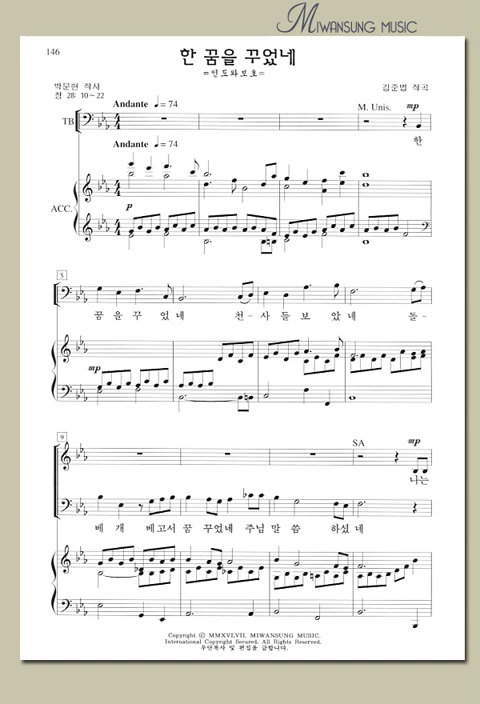 MIWANSUNG MUSIC
146
한 꿈을 꾸었네
=인도와보호=
박문현 작사
창 28: 10~22
김준범 작곡
Andante ♩ = 74
M. Unis.
mp
TB
한
Andante ♩ = 74
ACC.
p
5
꿈 을 꾸 었 네 천 - 사 들 보 았 네 돌 -
mp
9
SA
mp
나는
베 개 베 고 서 꿈 꾸었네 주님 말 씀 하셨 네
Copyright © MMXVLVII. MIWANSUNG MUSIC.
International Copyright Secured. All Rights Reserved.
무단복사 및 편집을 금합니다.